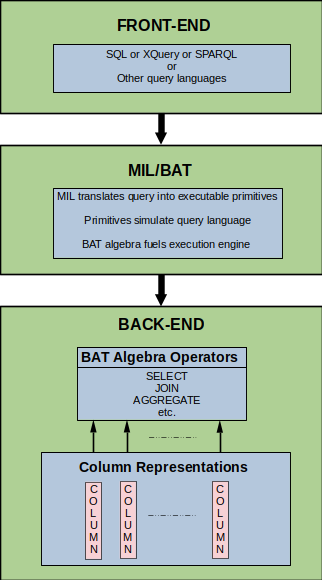 FRONT-END
SQL or XQuery or SPARQL
or
Other query languages
MIL/BAT
MIL translates query into executable primitives
Primitives simulate query language
BAT algebra fuels execution engine
BACK-END
BAT Algebra Operators
SELECT
JOIN
AGGREGATE
etc.
Column Representations
COLUMN
COLUMN
COLUMN